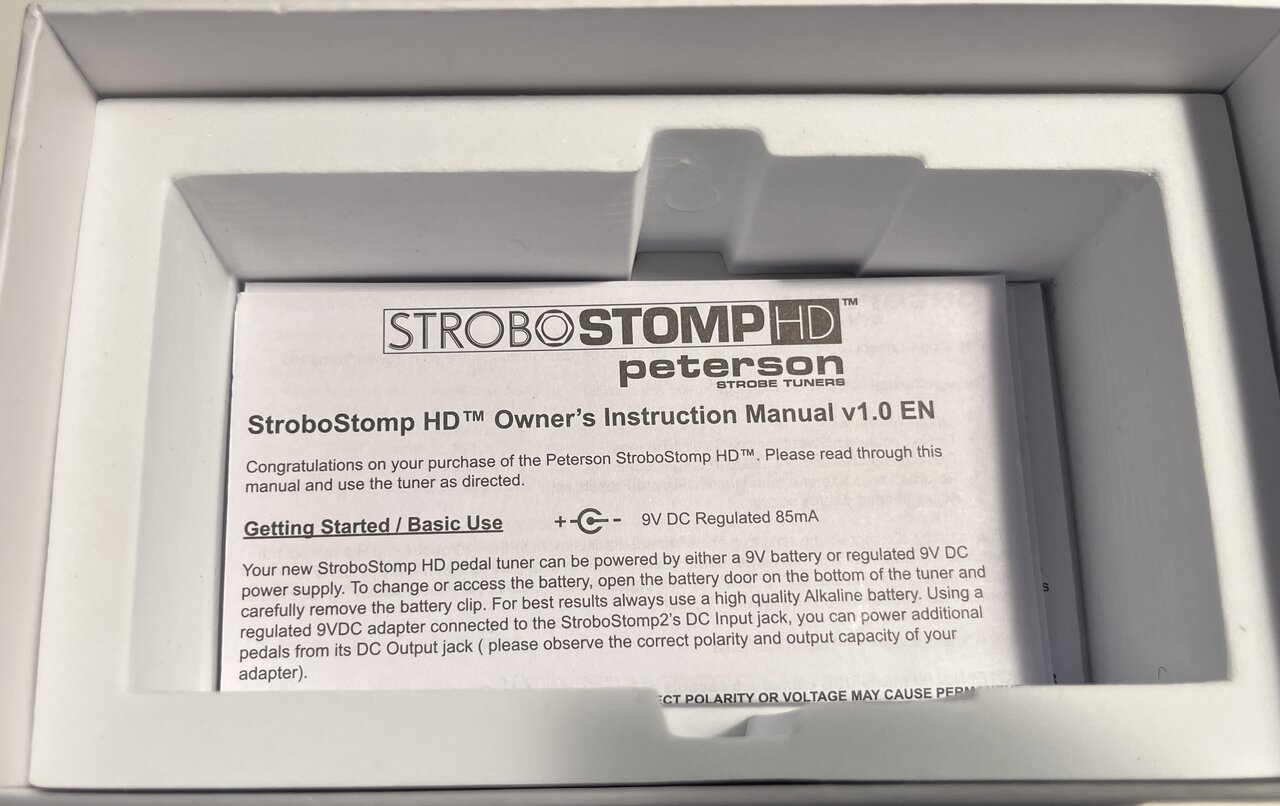 STROBOSTOMP HD™
peterson
STROBE TUNERS
StroboStomp HD™ Owner's Instruction Manual v1.0 EN
Congratulations on your purchase of the Peterson StroboStomp HD™. Please read through this
manual and use the tuner as directed.
Getting Started / Basic Use + - 9V DC Regulated 85mA
Your new StroboStomp HD pedal tuner can be powered by either a 9V battery or regulated 9V DC
power supply. To change or access the battery, open the battery door on the bottom of the tuner and
carefully remove the battery clip. For best results always use a high quality Alkaline battery. Using a
regulated 9VDC adapter connected to the StroboStomp2's DC Input jack, you can power additional
pedals from its DC Output jack ( please observe the correct polarity and output capacity of your
adapter).
POLARITY OR VOLTAGE MAY CAUSE